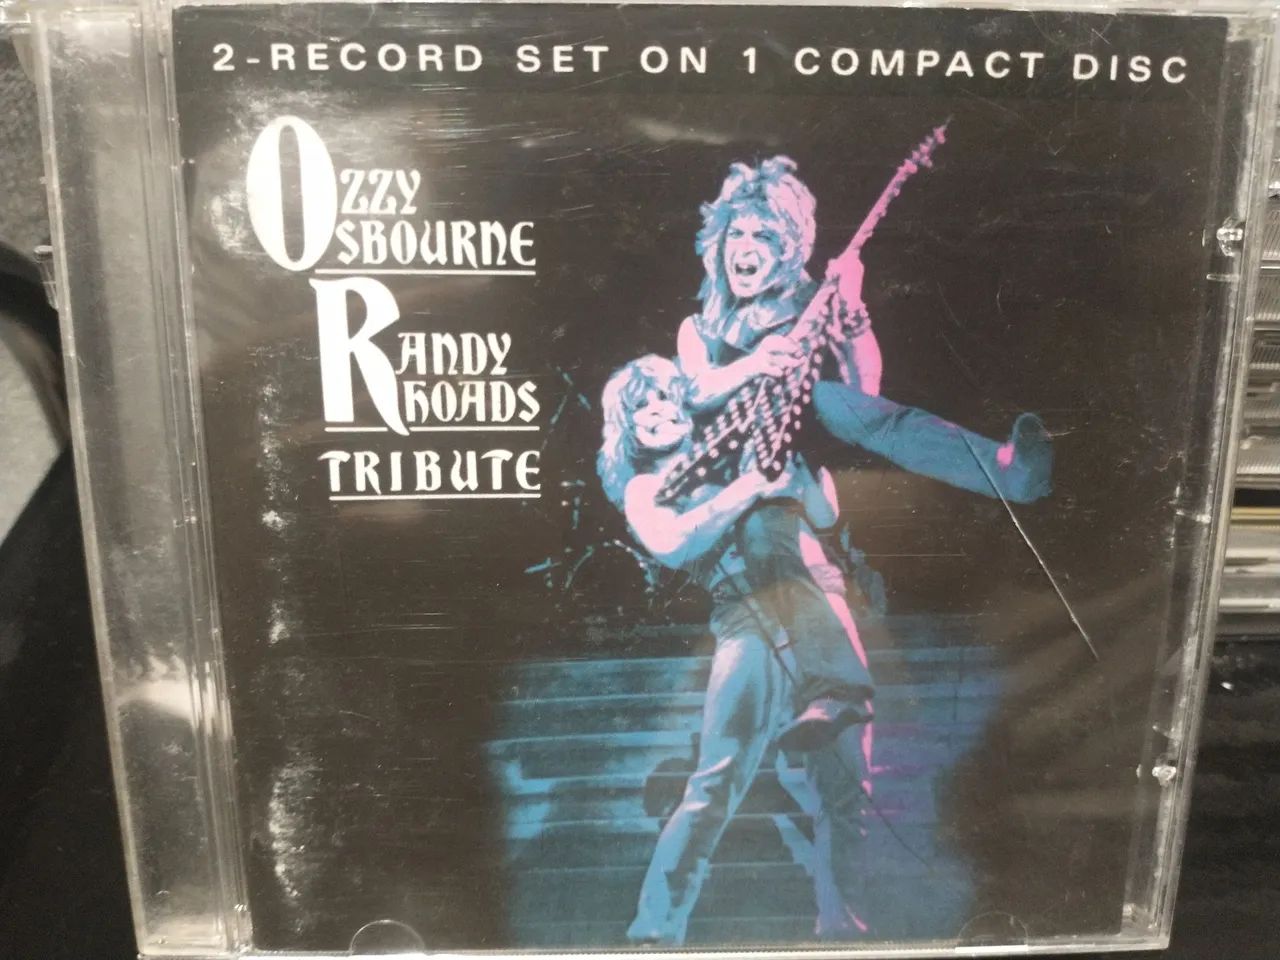 2-RECORD SET ON 1 COMPACT DISC
OZZY
OSBOURNE
RANDY
RHOADS
TRIBUTE